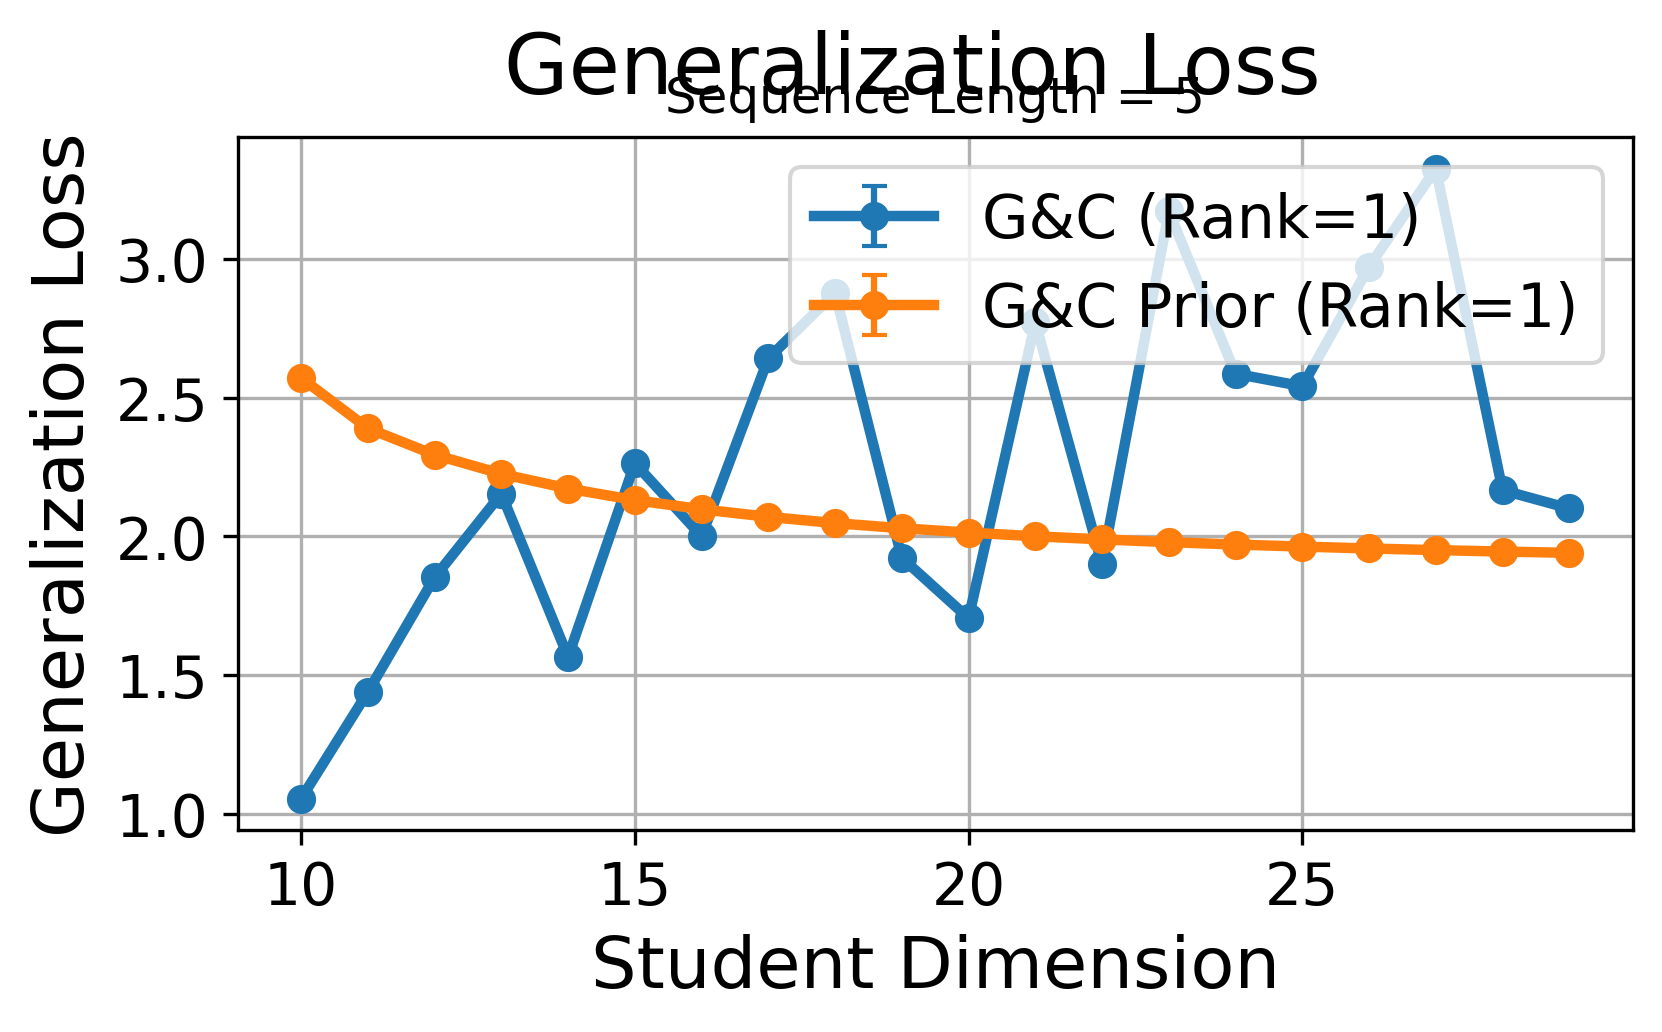 Generalization Loss
Sequence Length = 5
Generalization Loss
3.0
2.5
2.0
1.5
1.0
G&C (Rank=1)
G&C Prior (Rank=1)
10 15 20 25
Student Dimension